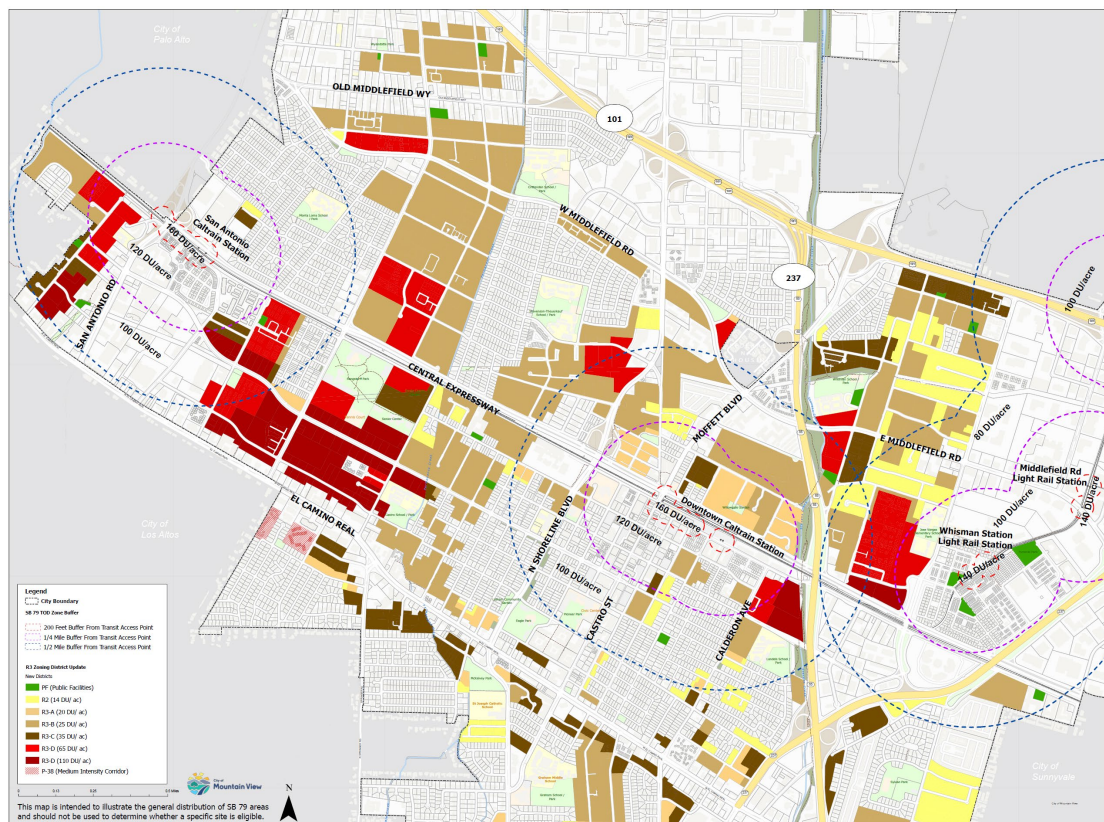 City of
Palo Alto
OLD MIDDLEFIELD WY
101
San Antonio
Caltrain Station
180 DU/acre
120 DU/acre
100 DU/acre
SAN ANTONIO RD
W MIDDLEFIELD RD
237
CENTRAL EXPRESSWAY
MOFFETT BLVD
100 DU/acre
80 DU/acre
E MIDDLEFIELD RD
Middlefield Rd
Light Rail Station
140 DU/acre
100 DU/acre
Whisman Station
Light Rail Station
140 DU/acre
Downtown Caltrain Station
160 DU/acre
120 DU/acre
100 DU/acre
N SHORELINE BLVD
CASTRO ST
CALDERON AVE
EL CAMINO REAL
City of
Los Altos
City of
Sunnyvale
Legend
City Boundary
SB 79 TOD Zone Buffer
200 Feet Buffer From Transit Access Point
1/4 Mile Buffer From Transit Access Point
1/2 Mile Buffer From Transit Access Point
R3 Zoning District Update
New Districts
PF (Public Facilities)
R2 (14 DU/ ac)
R3-A (20 DU/ ac)
R3-B (25 DU/ ac)
R3-C (35 DU/ ac)
R3-D (65 DU/ ac)
R3-D (110 DU/ ac)
P-38 (Medium Intensity Corridor)
0 0.25 0.5 Miles
City of
Mountain View
N
This map is intended to illustrate the general distribution of SB 79 areas
and should not be used to determine whether a specific site is eligible.